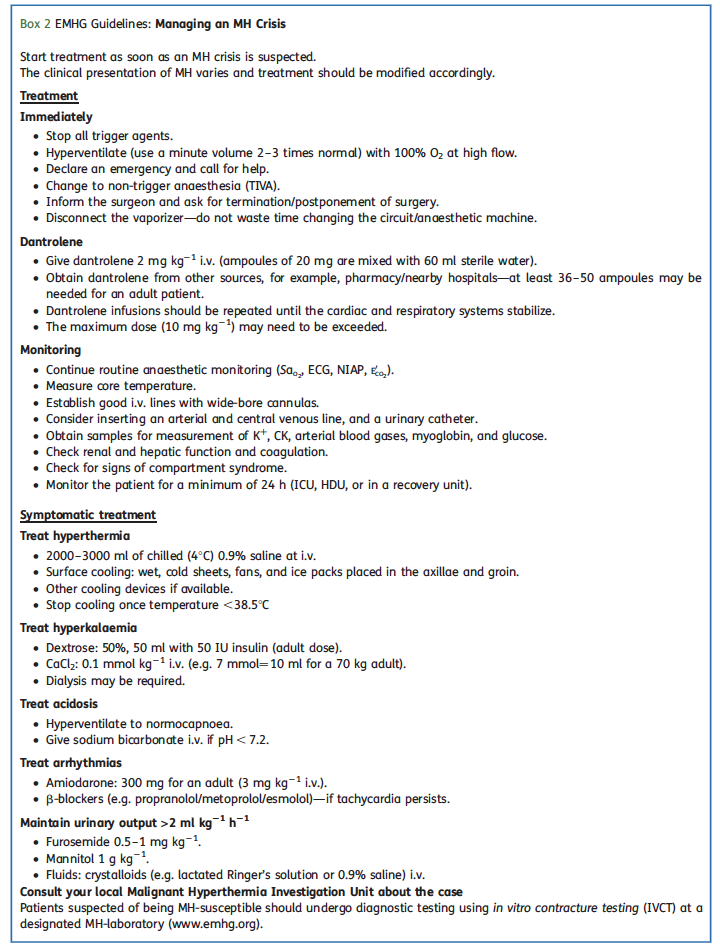 Box 2 EMHG Guidelines: Managing an MH Crisis
Start treatment as soon as an MH crisis is suspected.
The clinical presentation of MH varies and treatment should be modified accordingly.
Treatment
Immediately
• Stop all trigger agents.
• Hyperventilate (use a minute volume 2–3 times normal) with 100% O₂ at high flow.
• Declare an emergency and call for help.
• Change to non-trigger anaesthesia (TIVA).
• Inform the surgeon and ask for termination/postponement of surgery.
• Disconnect the vaporizer—do not waste time changing the circuit/anaesthetic machine.
Dantrolene
• Give dantrolene 2 mg kg⁻¹ i.v. (ampoules of 20 mg are mixed with 60 ml sterile water).
• Obtain dantrolene from other sources, for example, pharmacy/nearby hospitals—at least 36–50 ampoules may be
needed for an adult patient.
• Dantrolene infusions should be repeated until the cardiac and respiratory systems stabilize.
• The maximum dose (10 mg kg⁻¹) may need to be exceeded.
Monitoring
• Continue routine anaesthetic monitoring (Sa_O₂, ECG, NIAP, E′_CO₂).
• Measure core temperature.
• Establish good i.v. lines with wide-bore cannulas.
• Consider inserting an arterial and central venous line, and a urinary catheter.
• Obtain samples for measurement of K⁺, CK, arterial blood gases, myoglobin, and glucose.
• Check renal and hepatic function and coagulation.
• Check for signs of compartment syndrome.
• Monitor the patient for a minimum of 24 h (ICU, HDU, or in a recovery unit).
Symptomatic treatment
Treat hyperthermia
• 2000–3000 ml of chilled (4°C) 0.9% saline at i.v.
• Surface cooling: wet, cold sheets, fans, and ice packs placed in the axillae and groin.
• Other cooling devices if available.
• Stop cooling once temperature <38.5°C
Treat hyperkalaemia
• Dextrose: 50%, 50 ml with 50 IU insulin (adult dose).
• CaCl₂: 0.1 mmol kg⁻¹ i.v. (e.g. 7 mmol=10 ml for a 70 kg adult).
• Dialysis may be required.
Treat acidosis
• Hyperventilate to normocapnoea.
• Give sodium bicarbonate i.v. if pH < 7.2.
Treat arrhythmias
• Amiodarone: 300 mg for an adult (3 mg kg⁻¹ i.v.).
• β-blockers (e.g. propranolol/metoprolol/esmolol)—if tachycardia persists.
Maintain urinary output >2 ml kg⁻¹ h⁻¹
• Furosemide 0.5–1 mg kg⁻¹.
• Mannitol 1 g kg⁻¹.
• Fluids: crystalloids (e.g. lactated Ringer's solution or 0.9% saline) i.v.
Consult your local Malignant Hyperthermia Investigation Unit about the case
Patients suspected of being MH-susceptible should undergo diagnostic testing using in vitro contracture testing (IVCT) at a
designated MH-laboratory (www.emhg.org).